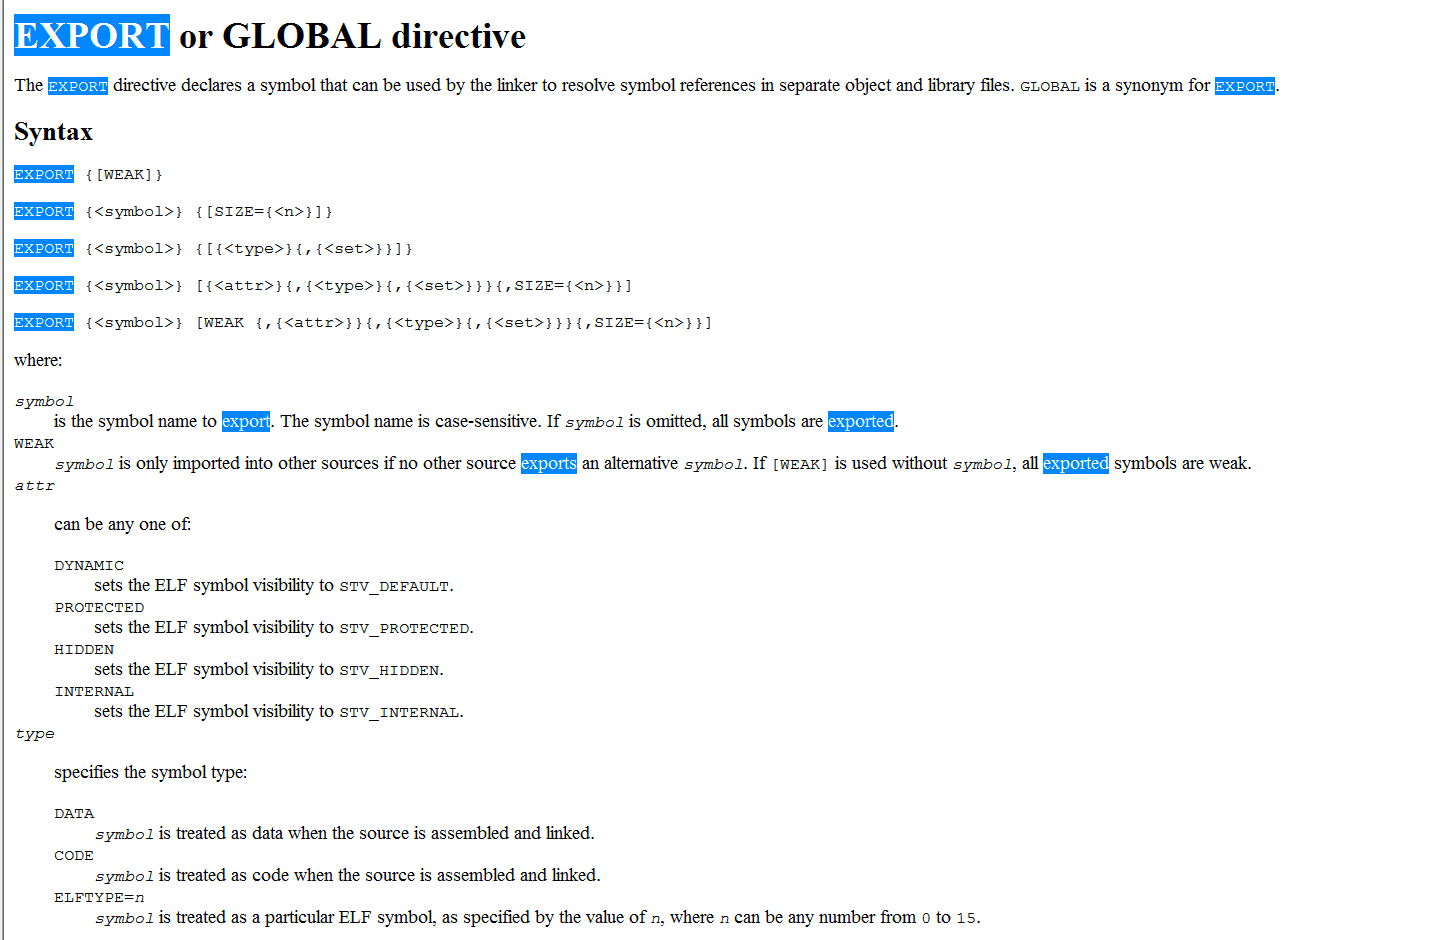 EXPORT or GLOBAL directive
The EXPORT directive declares a symbol that can be used by the linker to resolve symbol references in separate object and library files. GLOBAL is a synonym for EXPORT.
Syntax
EXPORT {[WEAK]}
EXPORT {<symbol>} {[SIZE={<n>}]}
EXPORT {<symbol>} {[{<type>}{,{<set>}}]}
EXPORT {<symbol>} [{<attr>}{,{<type>}{,{<set>}}}{,SIZE={<n>}}]
EXPORT {<symbol>} [WEAK {,{<attr>}}{,{<type>}{,{<set>}}}{,SIZE={<n>}}]
where:
symbol
is the symbol name to export. The symbol name is case-sensitive. If symbol is omitted, all symbols are exported.
WEAK
symbol is only imported into other sources if no other source exports an alternative symbol. If [WEAK] is used without symbol, all exported symbols are weak.
attr
can be any one of:
DYNAMIC
sets the ELF symbol visibility to STV_DEFAULT.
PROTECTED
sets the ELF symbol visibility to STV_PROTECTED.
HIDDEN
sets the ELF symbol visibility to STV_HIDDEN.
INTERNAL
sets the ELF symbol visibility to STV_INTERNAL.
type
specifies the symbol type:
DATA
symbol is treated as data when the source is assembled and linked.
CODE
symbol is treated as code when the source is assembled and linked.
ELFTYPE=n
symbol is treated as a particular ELF symbol, as specified by the value of n, where n can be any number from 0 to 15.